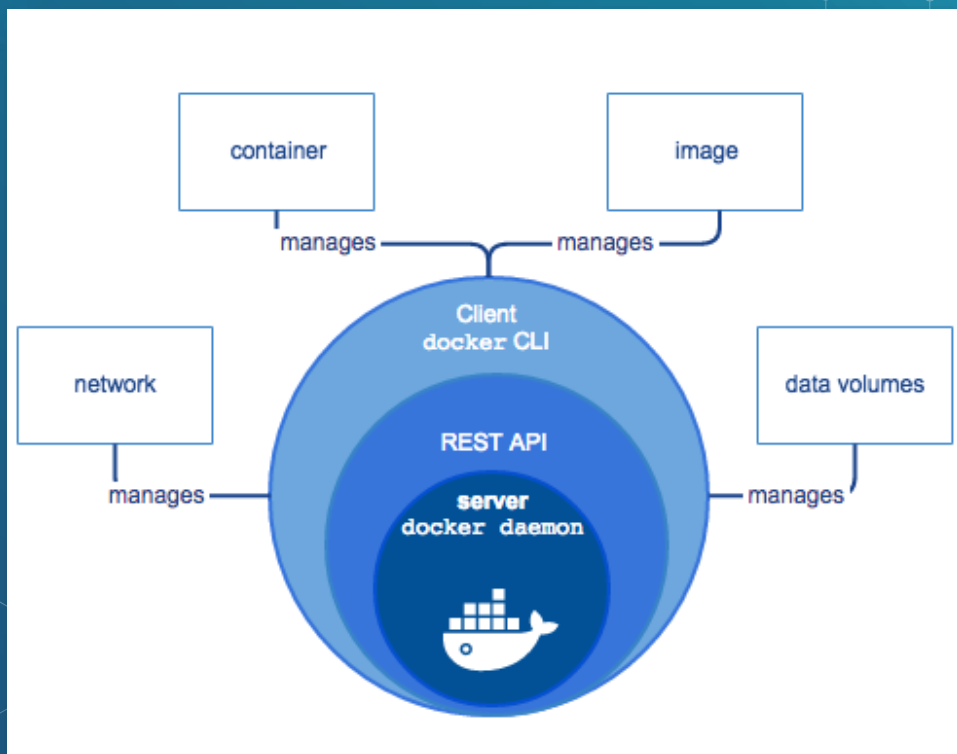 container
image
manages
manages
Client
docker CLI
network
data volumes
REST API
manages
manages
server
docker daemon